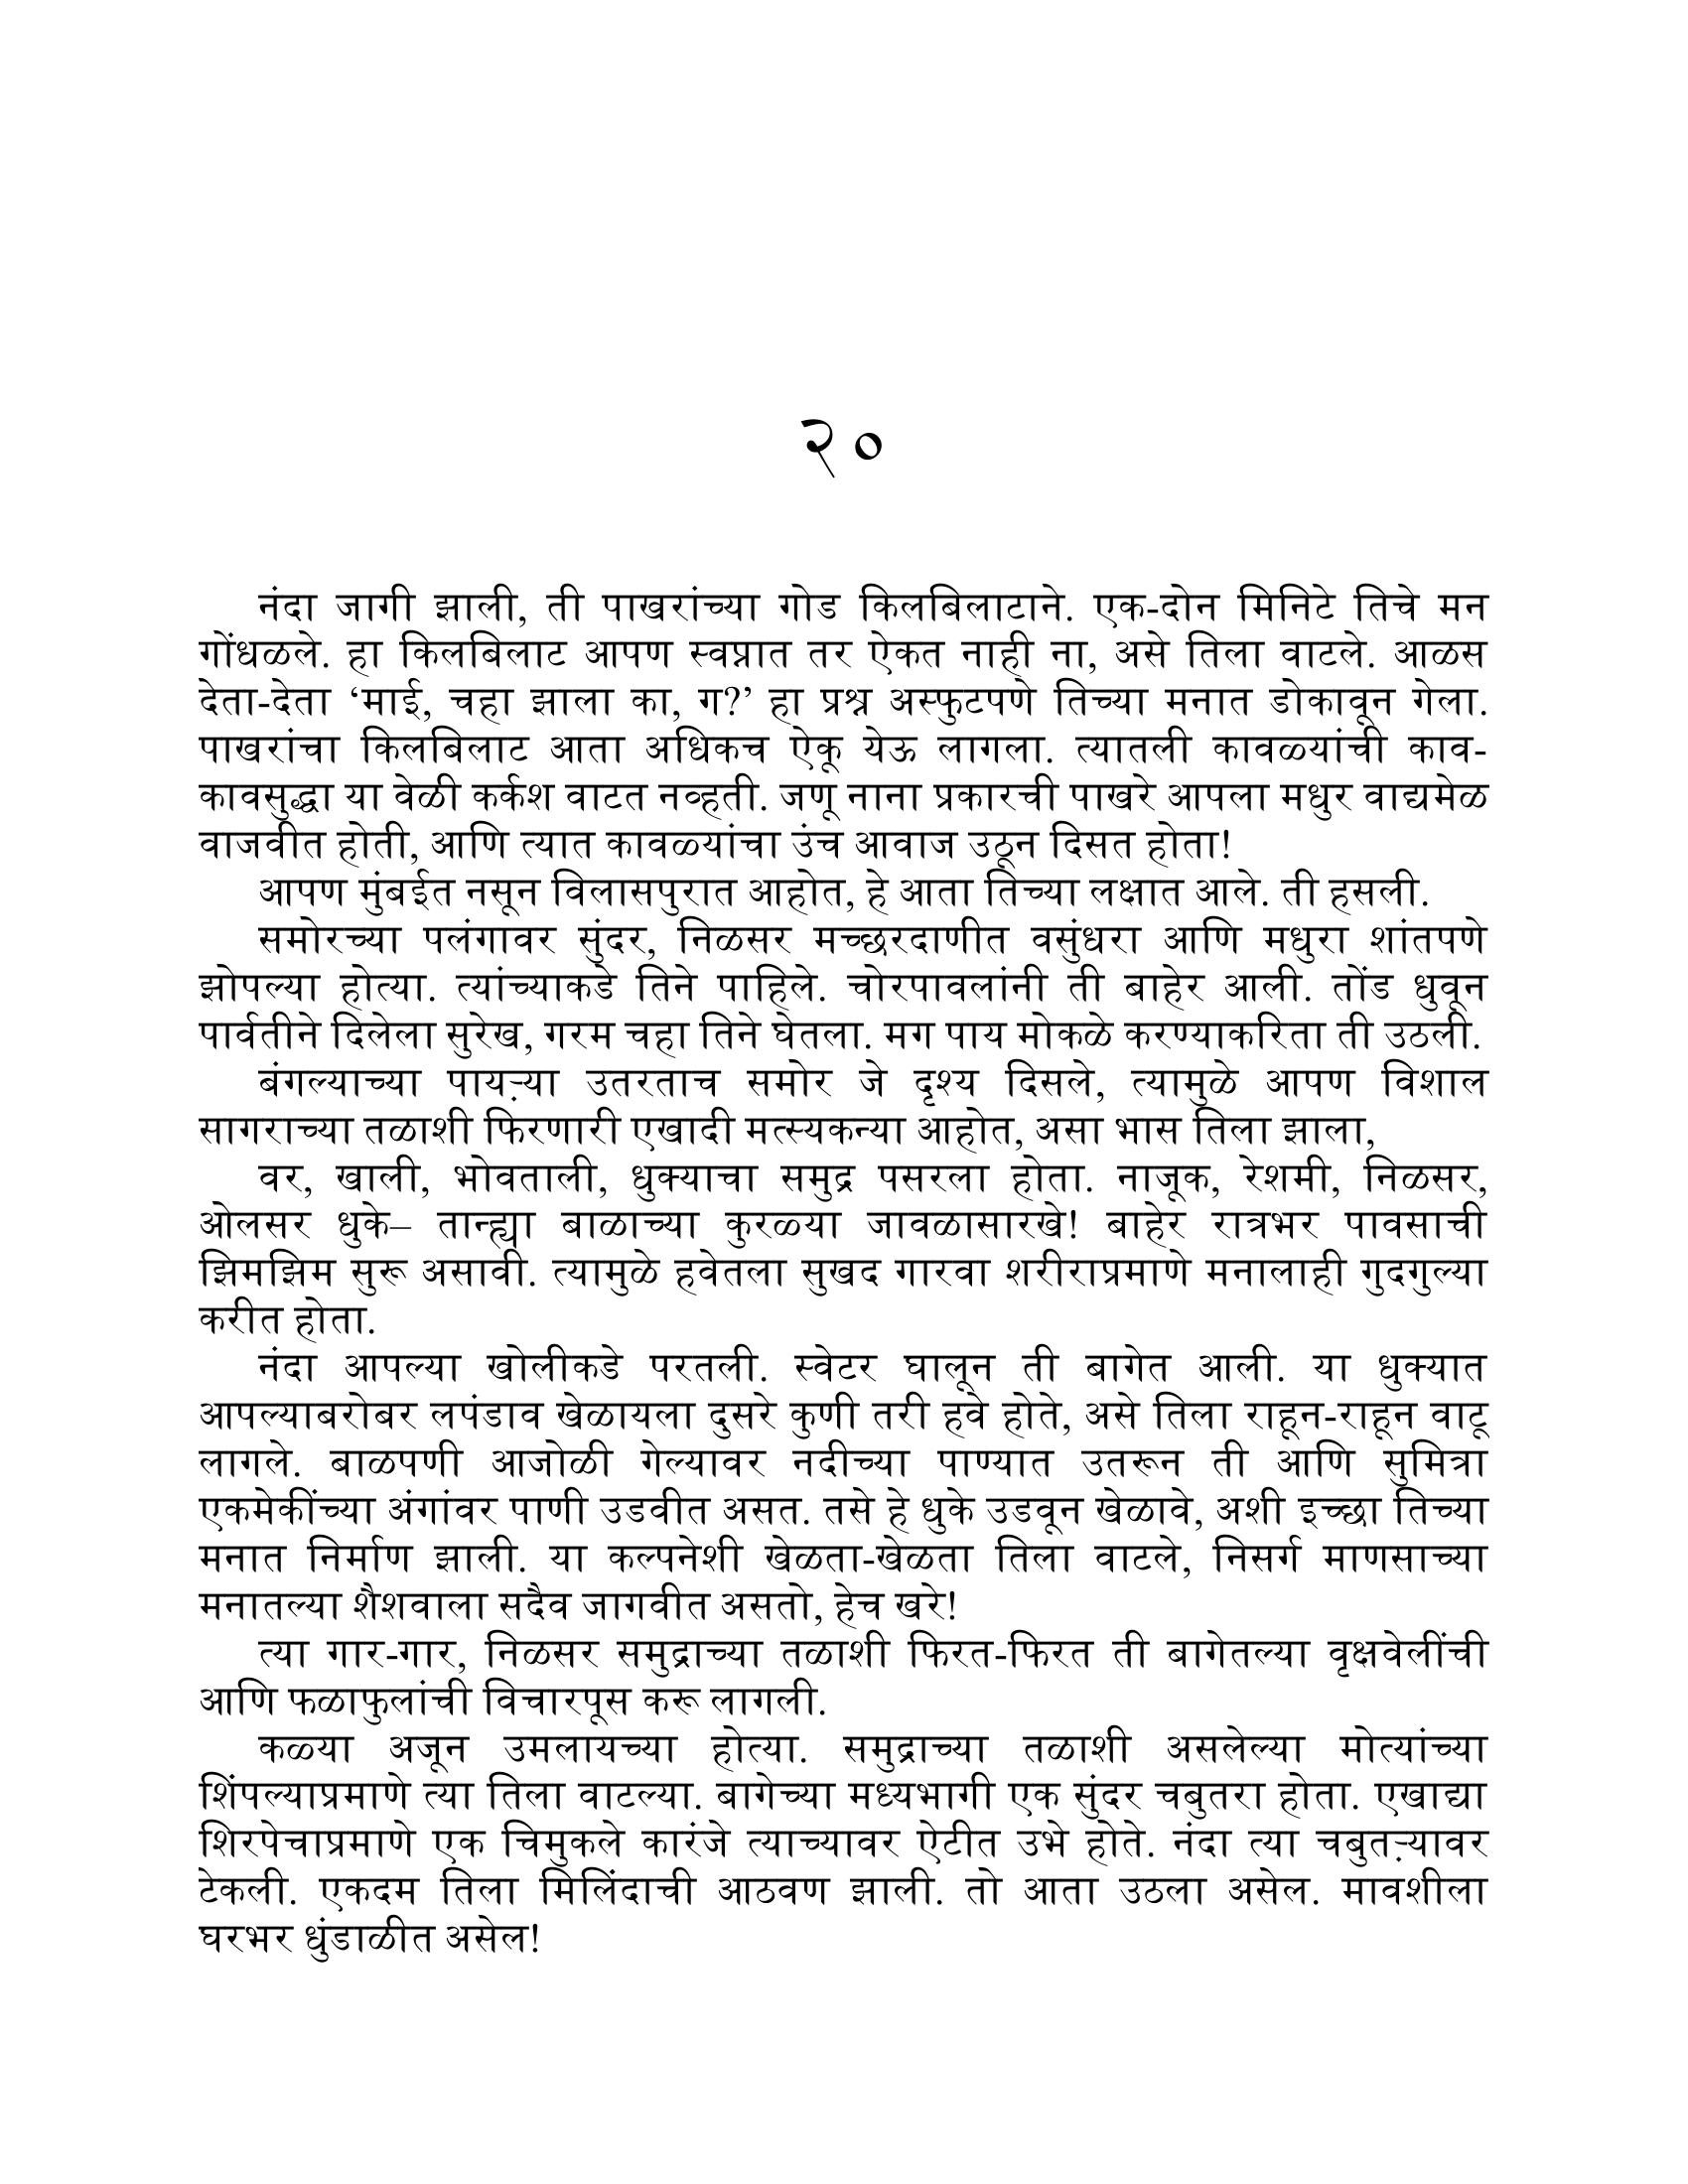 २०
नंदा जागी झाली, ती पाखरांच्या गोड किलबिलाटाने. एक-दोन मिनिटे तिचे मन
गोंधळले. हा किलबिलाट आपण स्वप्नात तर ऐकत नाही ना, असे तिला वाटले. आळस
देता-देता ‘माई, चहा झाला का, ग?’ हा प्रश्न अस्फुटपणे तिच्या मनात डोकावून गेला.
पाखरांचा किलबिलाट आता अधिकच ऐकू येऊ लागला. त्यातली कावळ्यांची काव-
कावसुद्धा या वेळी कर्कश वाटत नव्हती. जणू नाना प्रकारची पाखरे आपला मधुर वाद्यमेळ
वाजवीत होती, आणि त्यात कावळ्यांचा उंच आवाज उठून दिसत होता!
आपण मुंबईत नसून विलासपुरात आहोत, हे आता तिच्या लक्षात आले. ती हसली.
समोरच्या पलंगावर सुंदर, निळसर मच्छरदाणीत वसुंधरा आणि मधुरा शांतपणे
झोपल्या होत्या. त्यांच्याकडे तिने पाहिले. चोरपावलांनी ती बाहेर आली. तोंड धुवून
पार्वतीने दिलेला सुरेख, गरम चहा तिने घेतला. मग पाय मोकळे करण्याकरिता ती उठली.
बंगल्याच्या पायऱ्या उतरताच समोर जे दृश्य दिसले, त्यामुळे आपण विशाल
सागराच्या तळाशी फिरणारी एखादी मत्स्यकन्या आहोत, असा भास तिला झाला,
वर, खाली, भोवताली, धुक्याचा समुद्र पसरला होता. नाजूक, रेशमी, निळसर,
ओलसर धुके– तान्ह्या बाळाच्या कुरळ्या जावळासारखे! बाहेर रात्रभर पावसाची
झिमझिम सुरू असावी. त्यामुळे हवेतला सुखद गारवा शरीराप्रमाणे मनालाही गुदगुल्या
करीत होता.
नंदा आपल्या खोलीकडे परतली. स्वेटर घालून ती बागेत आली. या धुक्यात
आपल्याबरोबर लपंडाव खेळायला दुसरे कुणी तरी हवे होते, असे तिला राहून-राहून वाटू
लागले. बाळपणी आजोळी गेल्यावर नदीच्या पाण्यात उतरून ती आणि सुमित्रा
एकमेकींच्या अंगांवर पाणी उडवीत असत. तसे हे धुके उडवून खेळावे, अशी इच्छा तिच्या
मनात निर्माण झाली. या कल्पनेशी खेळता-खेळता तिला वाटले, निसर्ग माणसाच्या
मनातल्या शैशवाला सदैव जागवीत असतो, हेच खरे!
त्या गार-गार, निळसर समुद्राच्या तळाशी फिरत-फिरत ती बागेतल्या वृक्षवेलींची
आणि फळाफुलांची विचारपूस करू लागली.
कळ्या अजून उमलायच्या होत्या. समुद्राच्या तळाशी असलेल्या मोत्यांच्या
शिंपल्याप्रमाणे त्या तिला वाटल्या. बागेच्या मध्यभागी एक सुंदर चबुतरा होता. एखाद्या
शिरपेचाप्रमाणे एक चिमुकले कारंजे त्याच्यावर ऐटीत उभे होते. नंदा त्या चबुतऱ्यावर
टेकली. एकदम तिला मिलिंदाची आठवण झाली. तो आता उठला असेल. मावशीला
घरभर धुंडाळीत असेल!